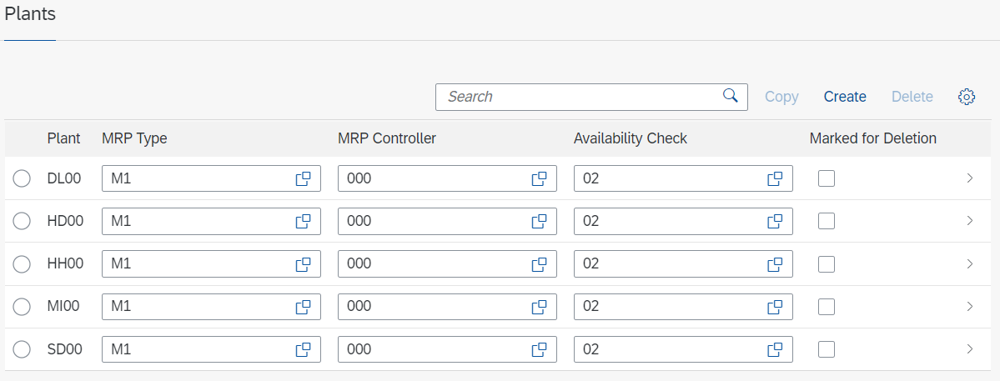 Plants
Search Copy Create Delete
Plant MRP Type MRP Controller Availability Check Marked for Deletion
DL00 M1 000 02
HD00 M1 000 02
HH00 M1 000 02
MI00 M1 000 02
SD00 M1 000 02